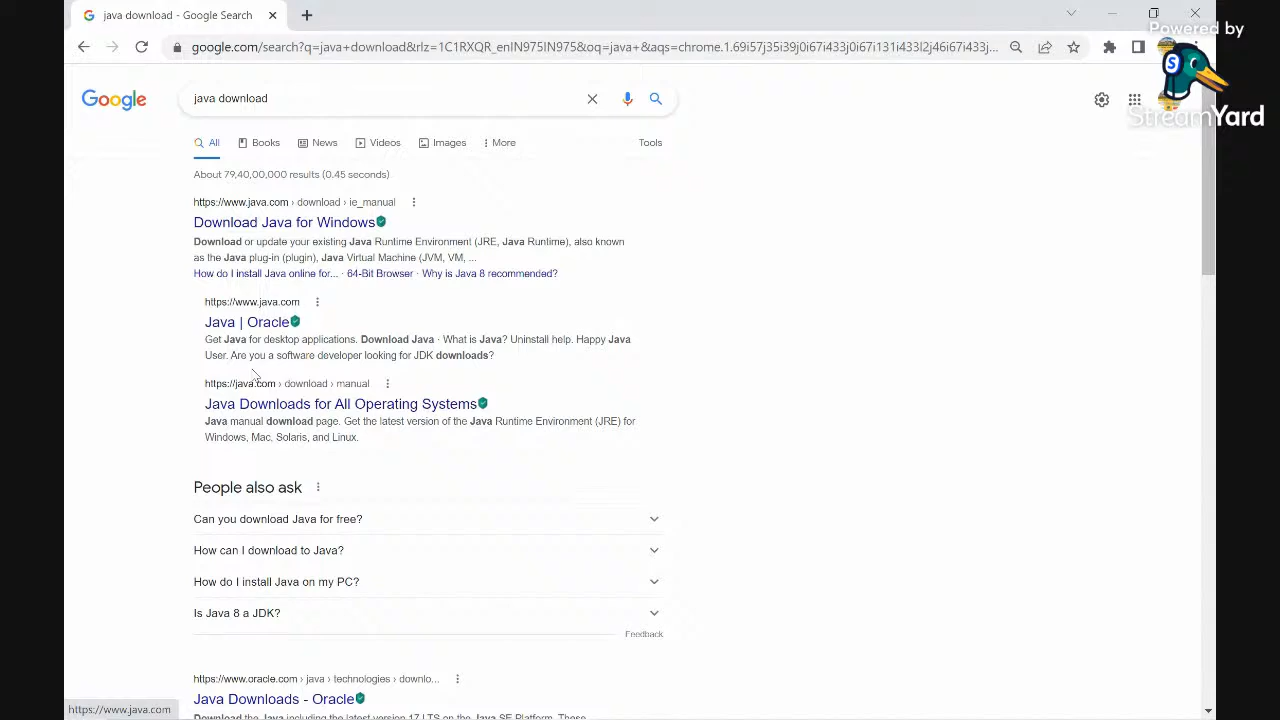 java download - Google Search
Powered by
google.com/search?q=java+download&rlz=1C1RXQR_enIN975IN975&oq=java+&aqs=chrome.1.69i57j35i39j0i67i433j0i67i131i433l2j46i67i433j...
StreamYard
Google
java download
All Books News Videos Images More Tools
About 79,40,00,000 results (0.45 seconds)
https://www.java.com › download › ie_manual
Download Java for Windows
Download or update your existing Java Runtime Environment (JRE, Java Runtime), also known
as the Java plug-in (plugin), Java Virtual Machine (JVM, VM, ...
How do I install Java online for... · 64-Bit Browser · Why is Java 8 recommended?
https://www.java.com
Java | Oracle
Get Java for desktop applications. Download Java · What is Java? Uninstall help. Happy Java
User. Are you a software developer looking for JDK downloads?
https://java.com › download › manual
Java Downloads for All Operating Systems
Java manual download page. Get the latest version of the Java Runtime Environment (JRE) for
Windows, Mac, Solaris, and Linux.
People also ask
Can you download Java for free?
How can I download to Java?
How do I install Java on my PC?
Is Java 8 a JDK?
Feedback
https://www.oracle.com › java › technologies › downlo...
Java Downloads - Oracle
Download the Java including the latest version 17 LTS on the Java SE Platform. These
https://www.java.com